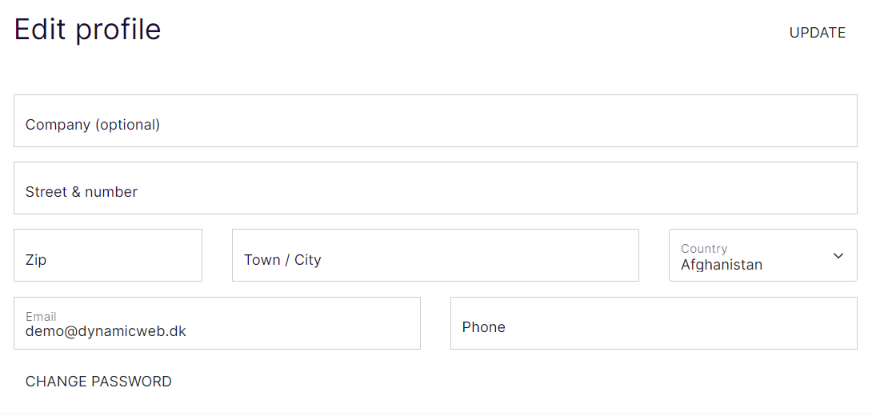 Edit profile
UPDATE
Company (optional)
Street & number
Zip
Town / City
Country
Afghanistan
Email
demo@dynamicweb.dk
Phone
CHANGE PASSWORD